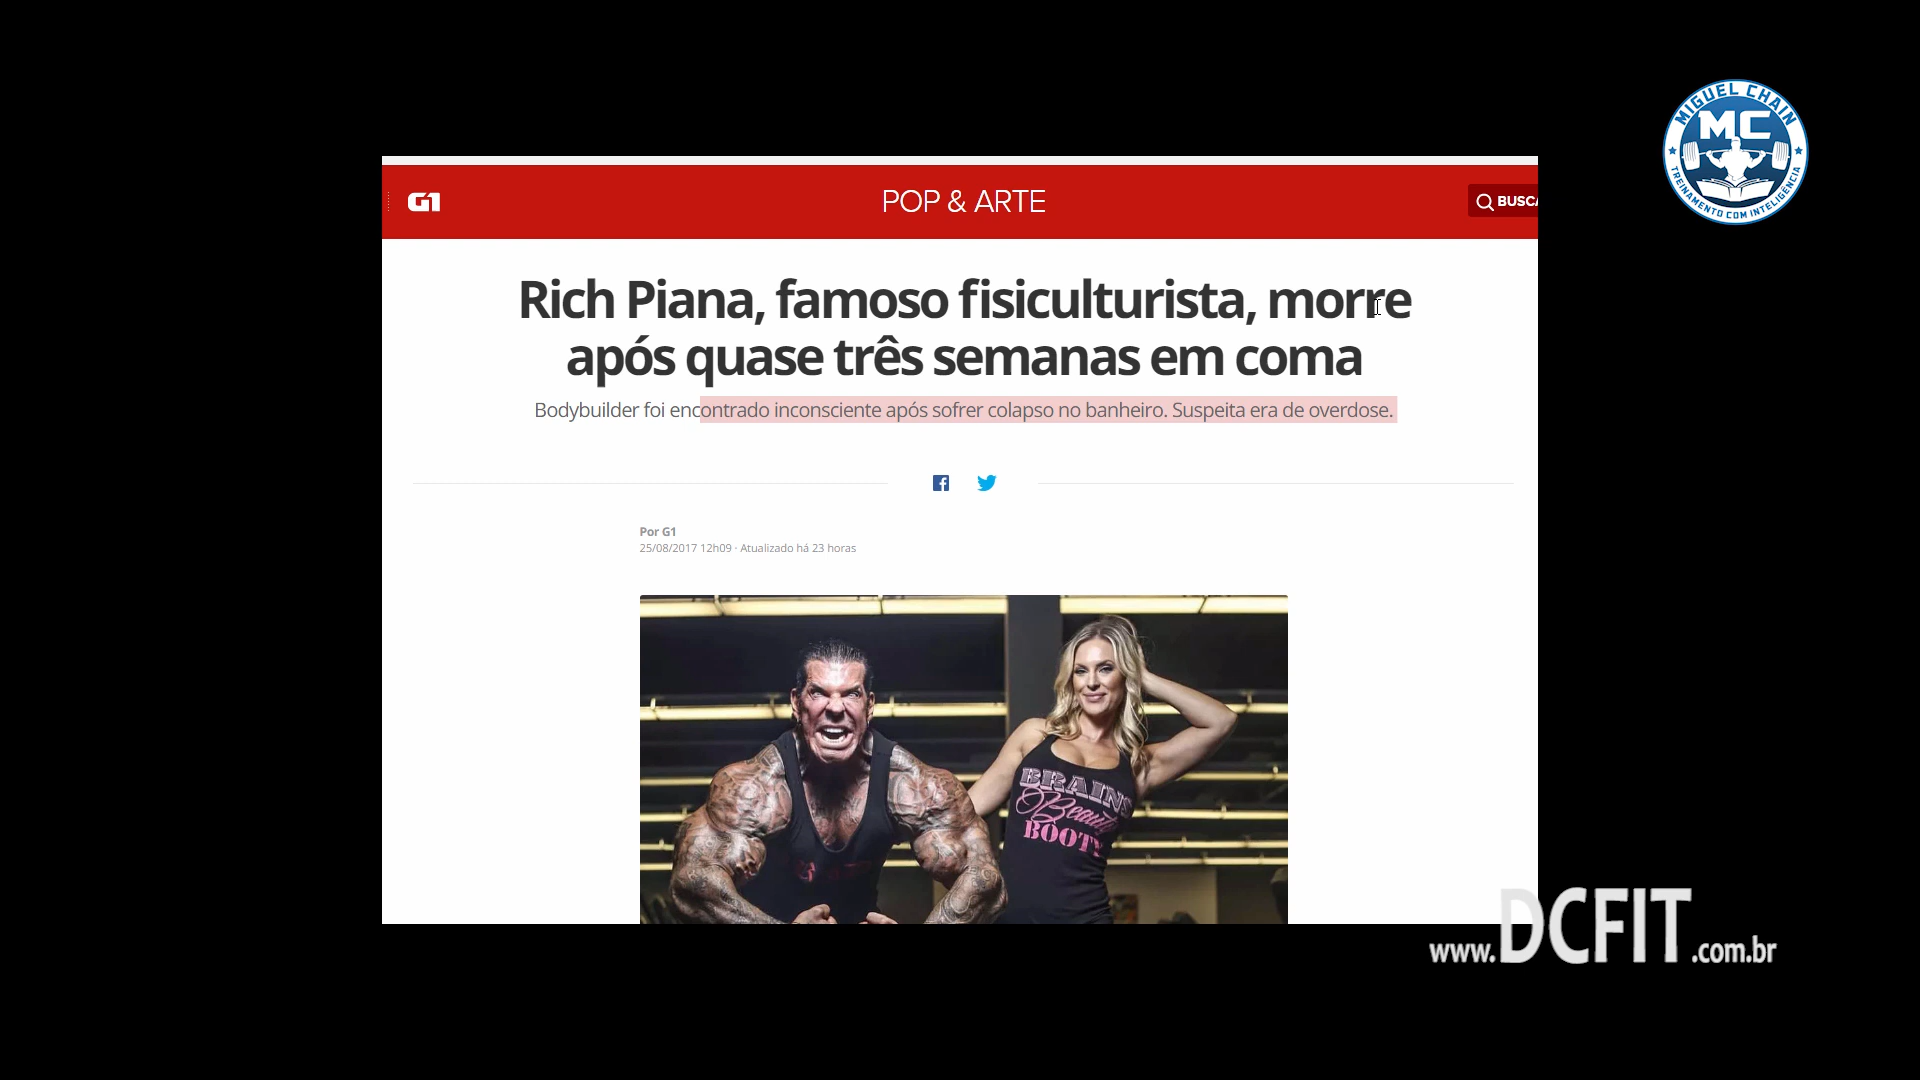 MIGUEL CHAIN
MC
TREINAMENTO COM INTELIGÊNCIA
G1
POP & ARTE
BUSCA
Rich Piana, famoso fisiculturista, morre
após quase três semanas em coma
Bodybuilder foi encontrado inconsciente após sofrer colapso no banheiro. Suspeita era de overdose.
Por G1
25/08/2017 12h09 · Atualizado há 23 horas
BRAINS
Beauty
BOOTY
www.DCFIT.com.br